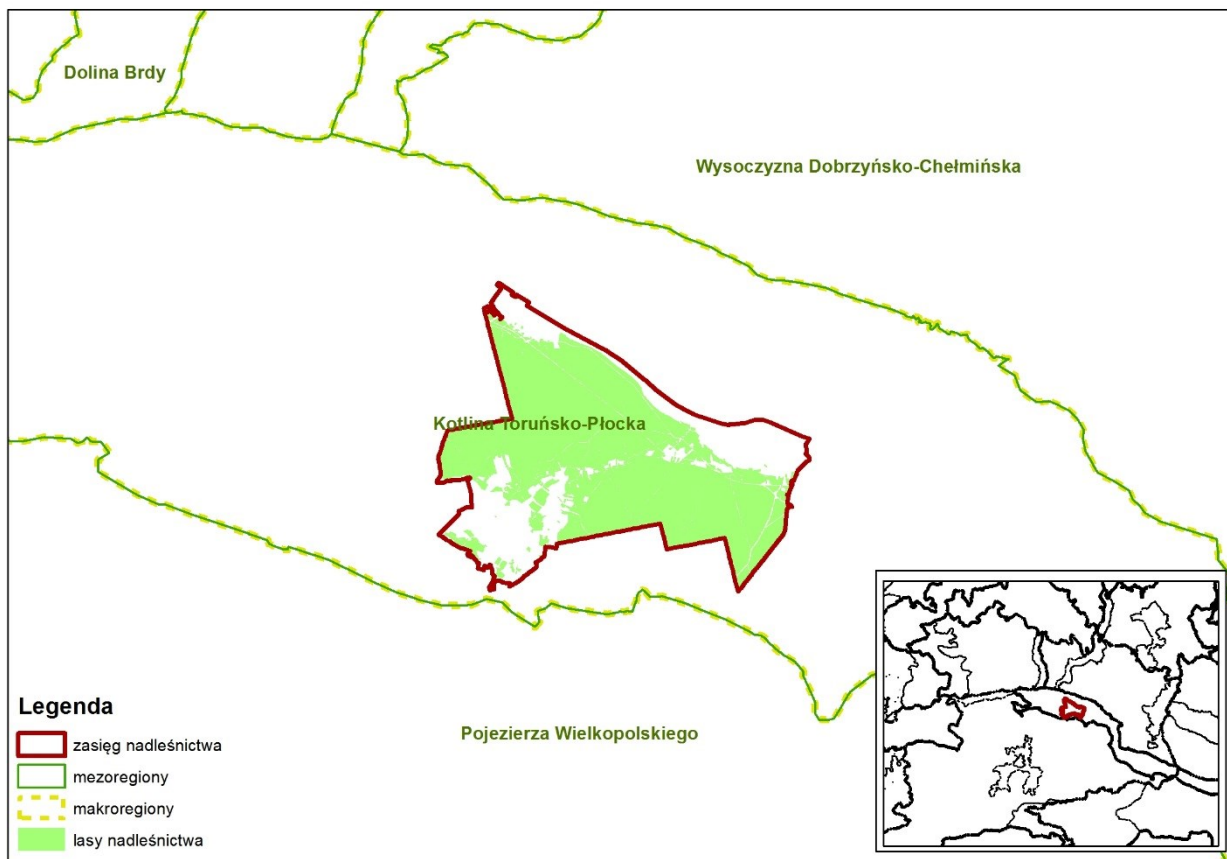 Dolina Brdy
Wysoczyzna Dobrzyńsko-Chełmińska
Kotlina Toruńsko-Płocka
Pojezierza Wielkopolskiego
Legenda
zasięg nadleśnictwa
mezoregiony
makroregiony
lasy nadleśnictwa